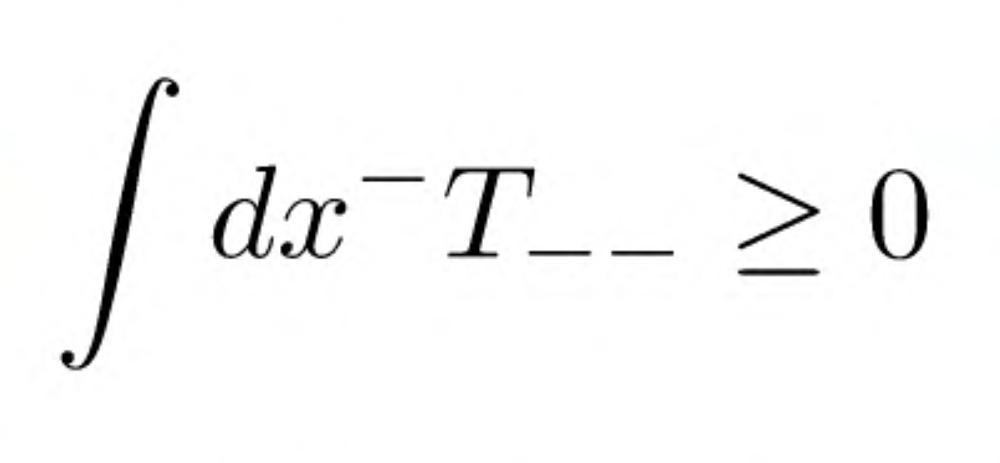 ∫ dx⁻T₋₋ ≥ 0